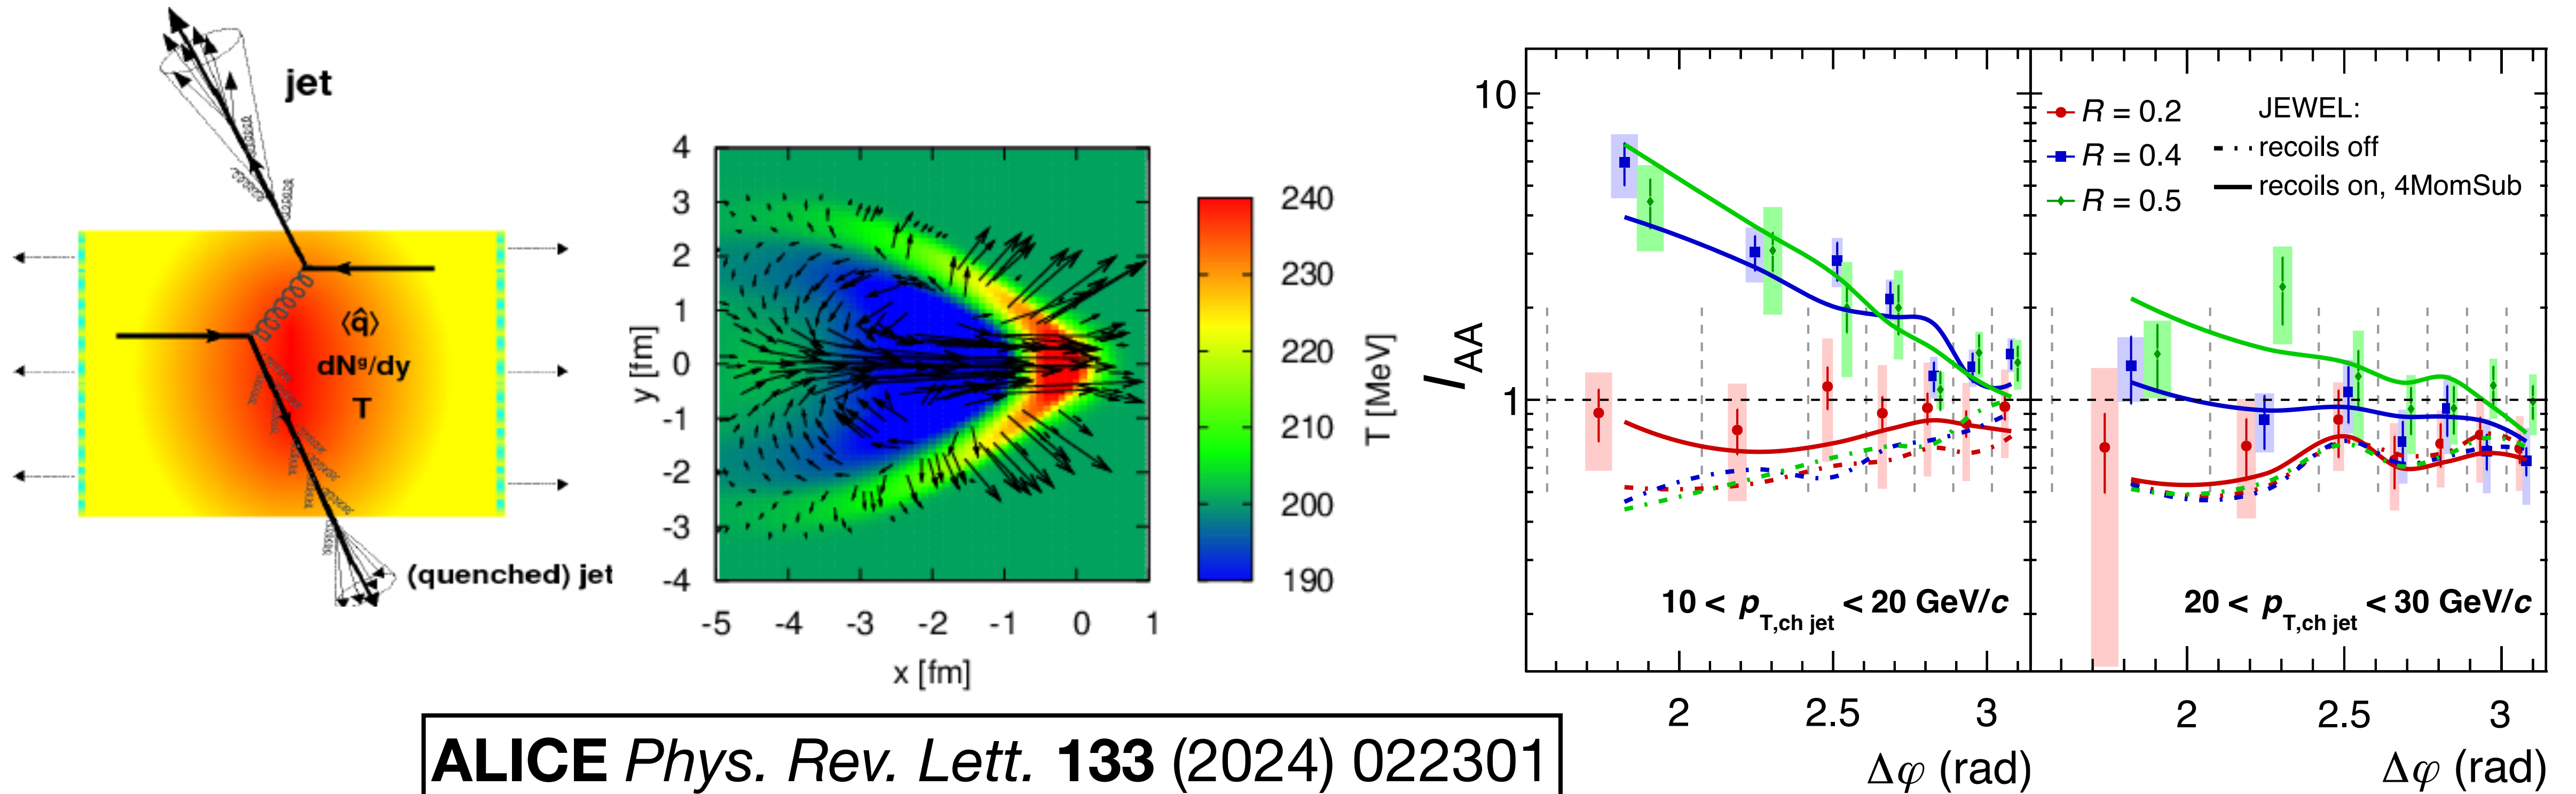 jet
⟨q̂⟩
dNᵍ/dy
T
(quenched) jet
4
3
2
1
0
-1
-2
-3
-4
y [fm]
-5 -4 -3 -2 -1 0 1
x [fm]
240
230
220
210
200
190
T [MeV]
10
1
I_AA
R = 0.2
R = 0.4
R = 0.5
JEWEL:
recoils off
recoils on, 4MomSub
10 < p_T,ch jet < 20 GeV/c
20 < p_T,ch jet < 30 GeV/c
2 2.5 3
2 2.5 3
Δφ (rad)
Δφ (rad)
ALICE Phys. Rev. Lett. 133 (2024) 022301